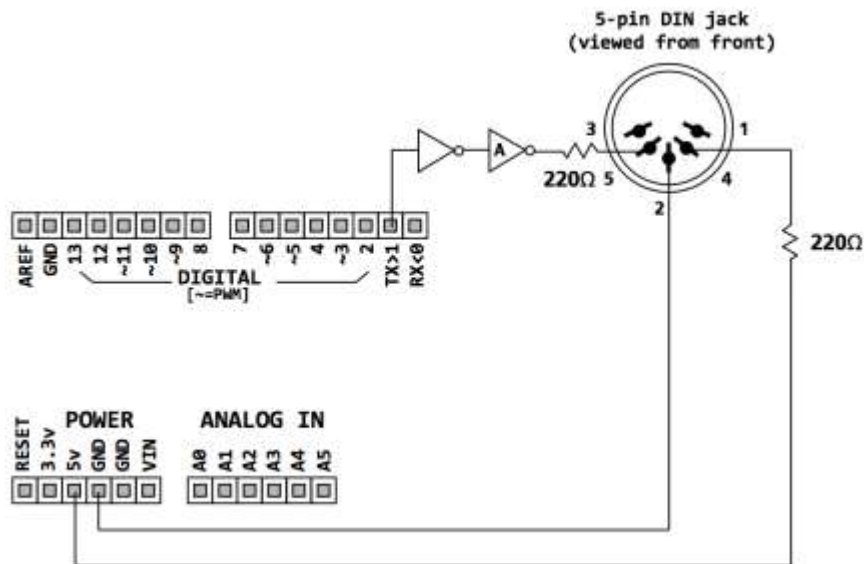 5-pin DIN jack
(viewed from front)
3
1
A
220Ω
5
4
2
220Ω
AREF
GND
13
12
~11
~10
~9
8
7
~6
~5
4
~3
2
TX>1
RX<0
DIGITAL
[~=PWM]
POWER
ANALOG IN
RESET
3.3v
5v
GND
GND
VIN
A0
A1
A2
A3
A4
A5